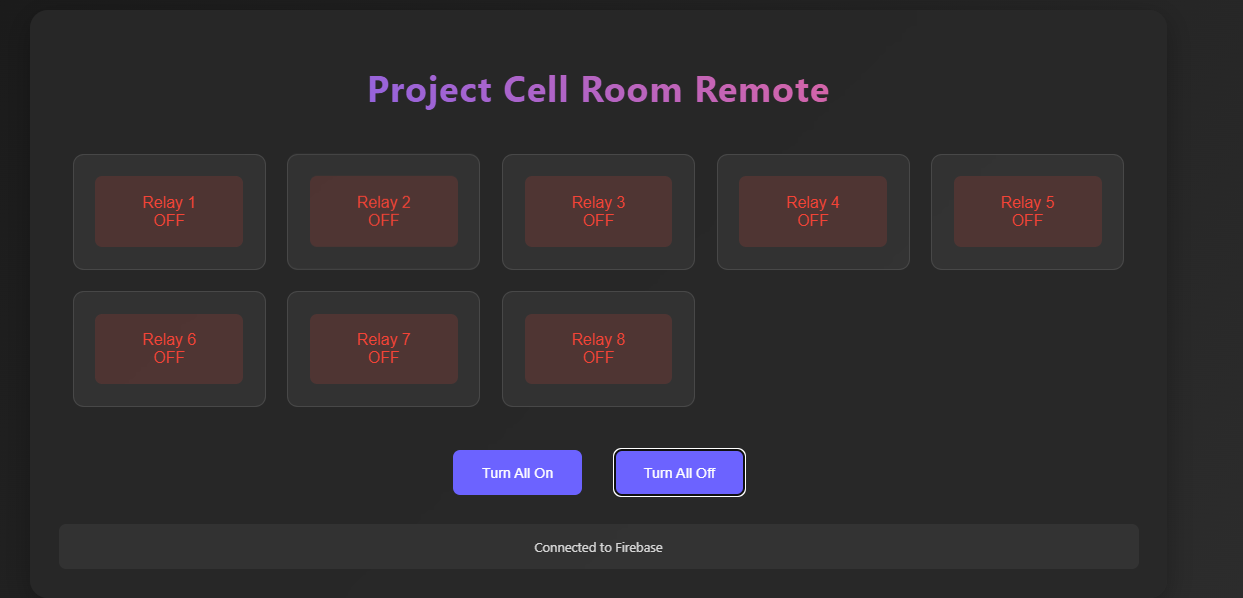 Project Cell Room Remote
Relay 1
OFF
Relay 2
OFF
Relay 3
OFF
Relay 4
OFF
Relay 5
OFF
Relay 6
OFF
Relay 7
OFF
Relay 8
OFF
Turn All On
Turn All Off
Connected to Firebase